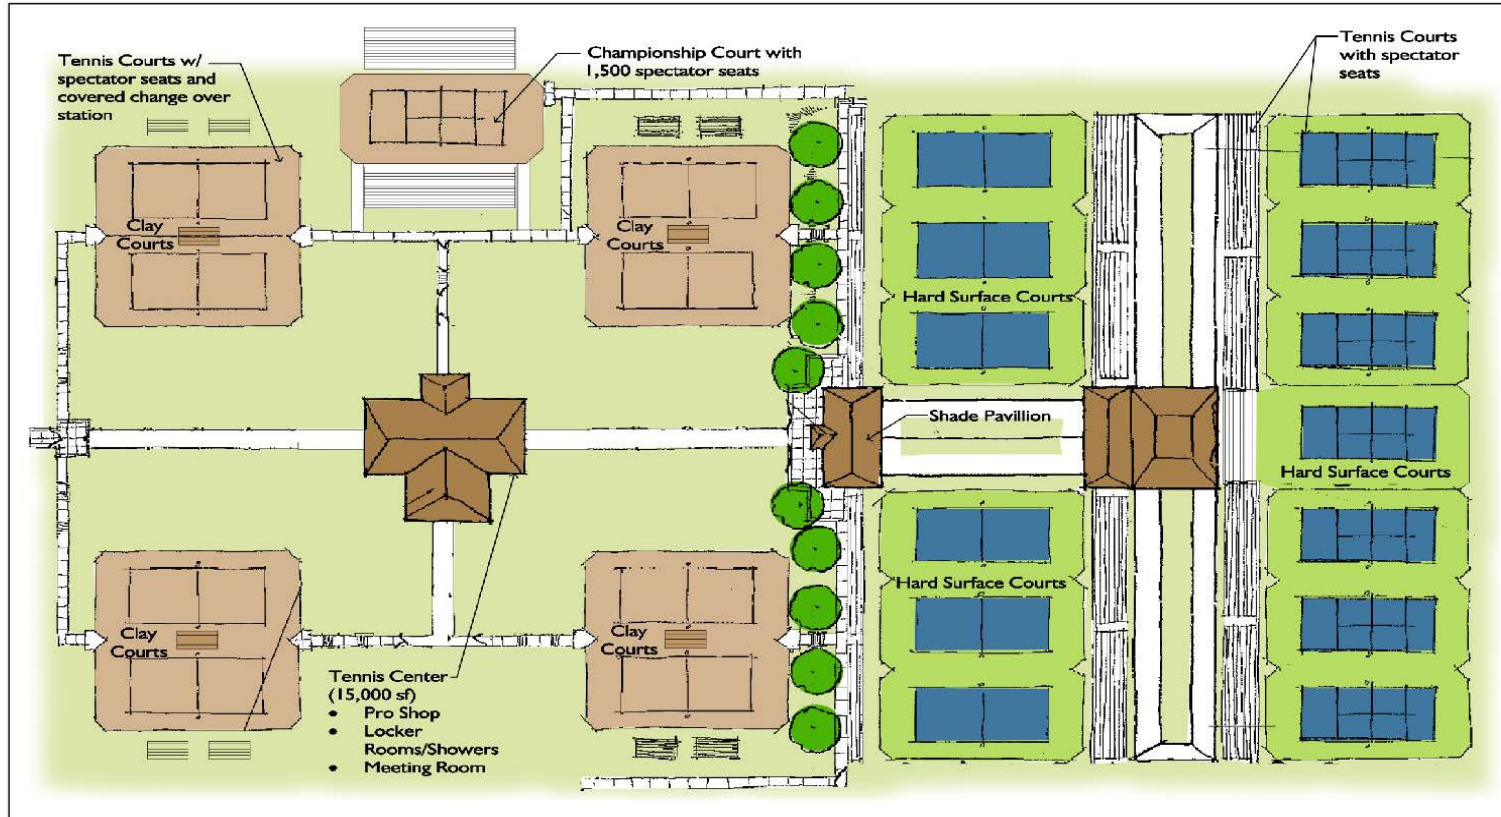 Tennis Courts w/
spectator seats and
covered change over
station
Championship Court with
1,500 spectator seats
Tennis Courts
with spectator
seats
Clay
Courts
Clay
Courts
Hard Surface Courts
Shade Pavillion
Hard Surface Courts
Hard Surface Courts
Clay
Courts
Clay
Courts
Tennis Center
(15,000 sf)
• Pro Shop
• Locker
Rooms/Showers
• Meeting Room